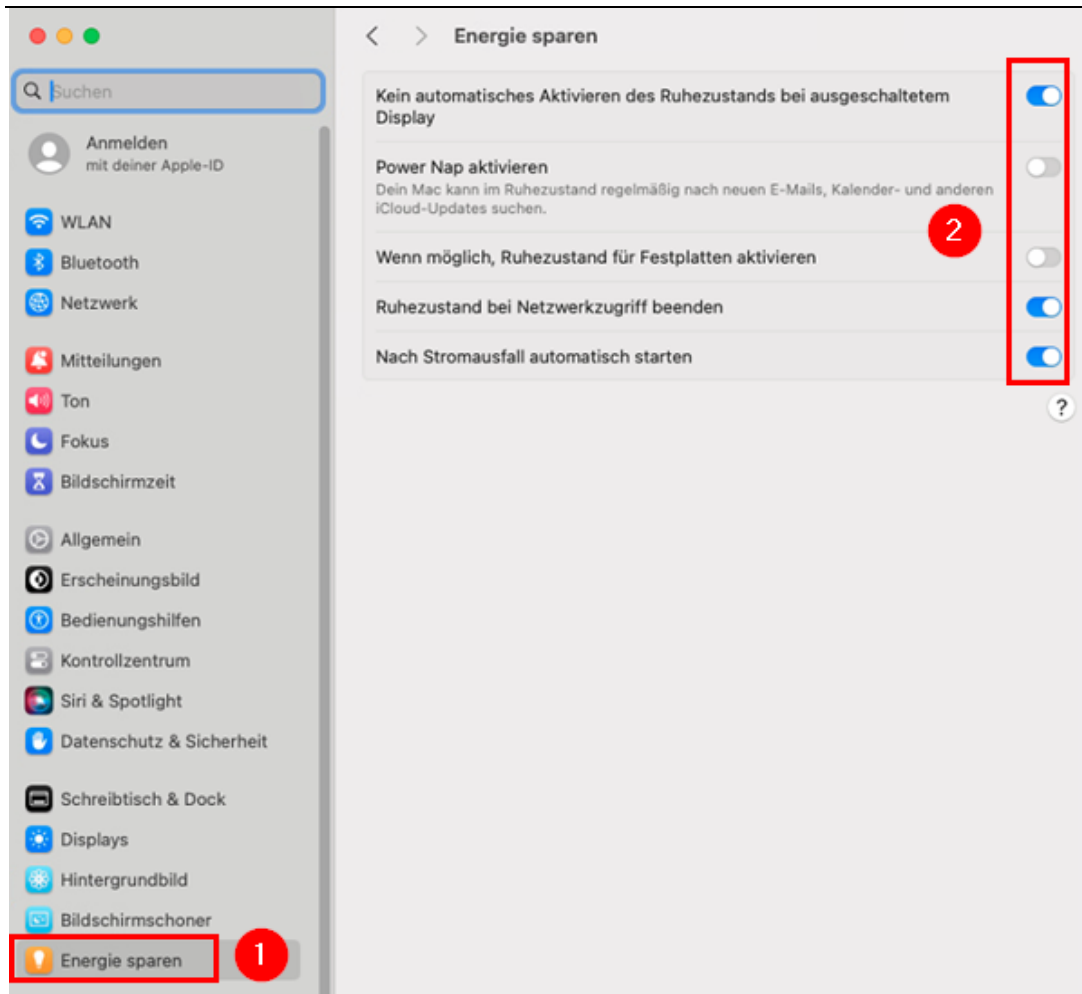 Suchen
Anmelden
mit deiner Apple-ID
WLAN
Bluetooth
Netzwerk
Mitteilungen
Ton
Fokus
Bildschirmzeit
Allgemein
Erscheinungsbild
Bedienungshilfen
Kontrollzentrum
Siri & Spotlight
Datenschutz & Sicherheit
Schreibtisch & Dock
Displays
Hintergrundbild
Bildschirmschoner
Energie sparen
1
Energie sparen
Kein automatisches Aktivieren des Ruhezustands bei ausgeschaltetem
Display
Power Nap aktivieren
Dein Mac kann im Ruhezustand regelmäßig nach neuen E-Mails, Kalender- und anderen
iCloud-Updates suchen.
2
Wenn möglich, Ruhezustand für Festplatten aktivieren
Ruhezustand bei Netzwerkzugriff beenden
Nach Stromausfall automatisch starten
?